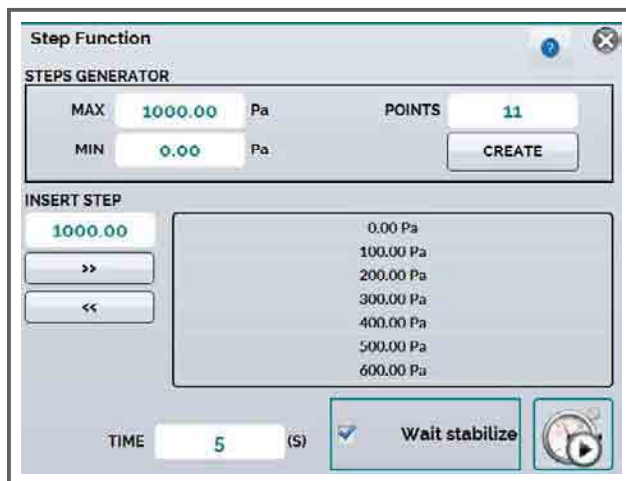 Step Function
?
STEPS GENERATOR
MAX 1000.00 Pa POINTS 11
MIN 0.00 Pa CREATE
INSERT STEP
1000.00
>>
<<
0.00 Pa
100.00 Pa
200.00 Pa
300.00 Pa
400.00 Pa
500.00 Pa
600.00 Pa
TIME 5 (S) Wait stabilize